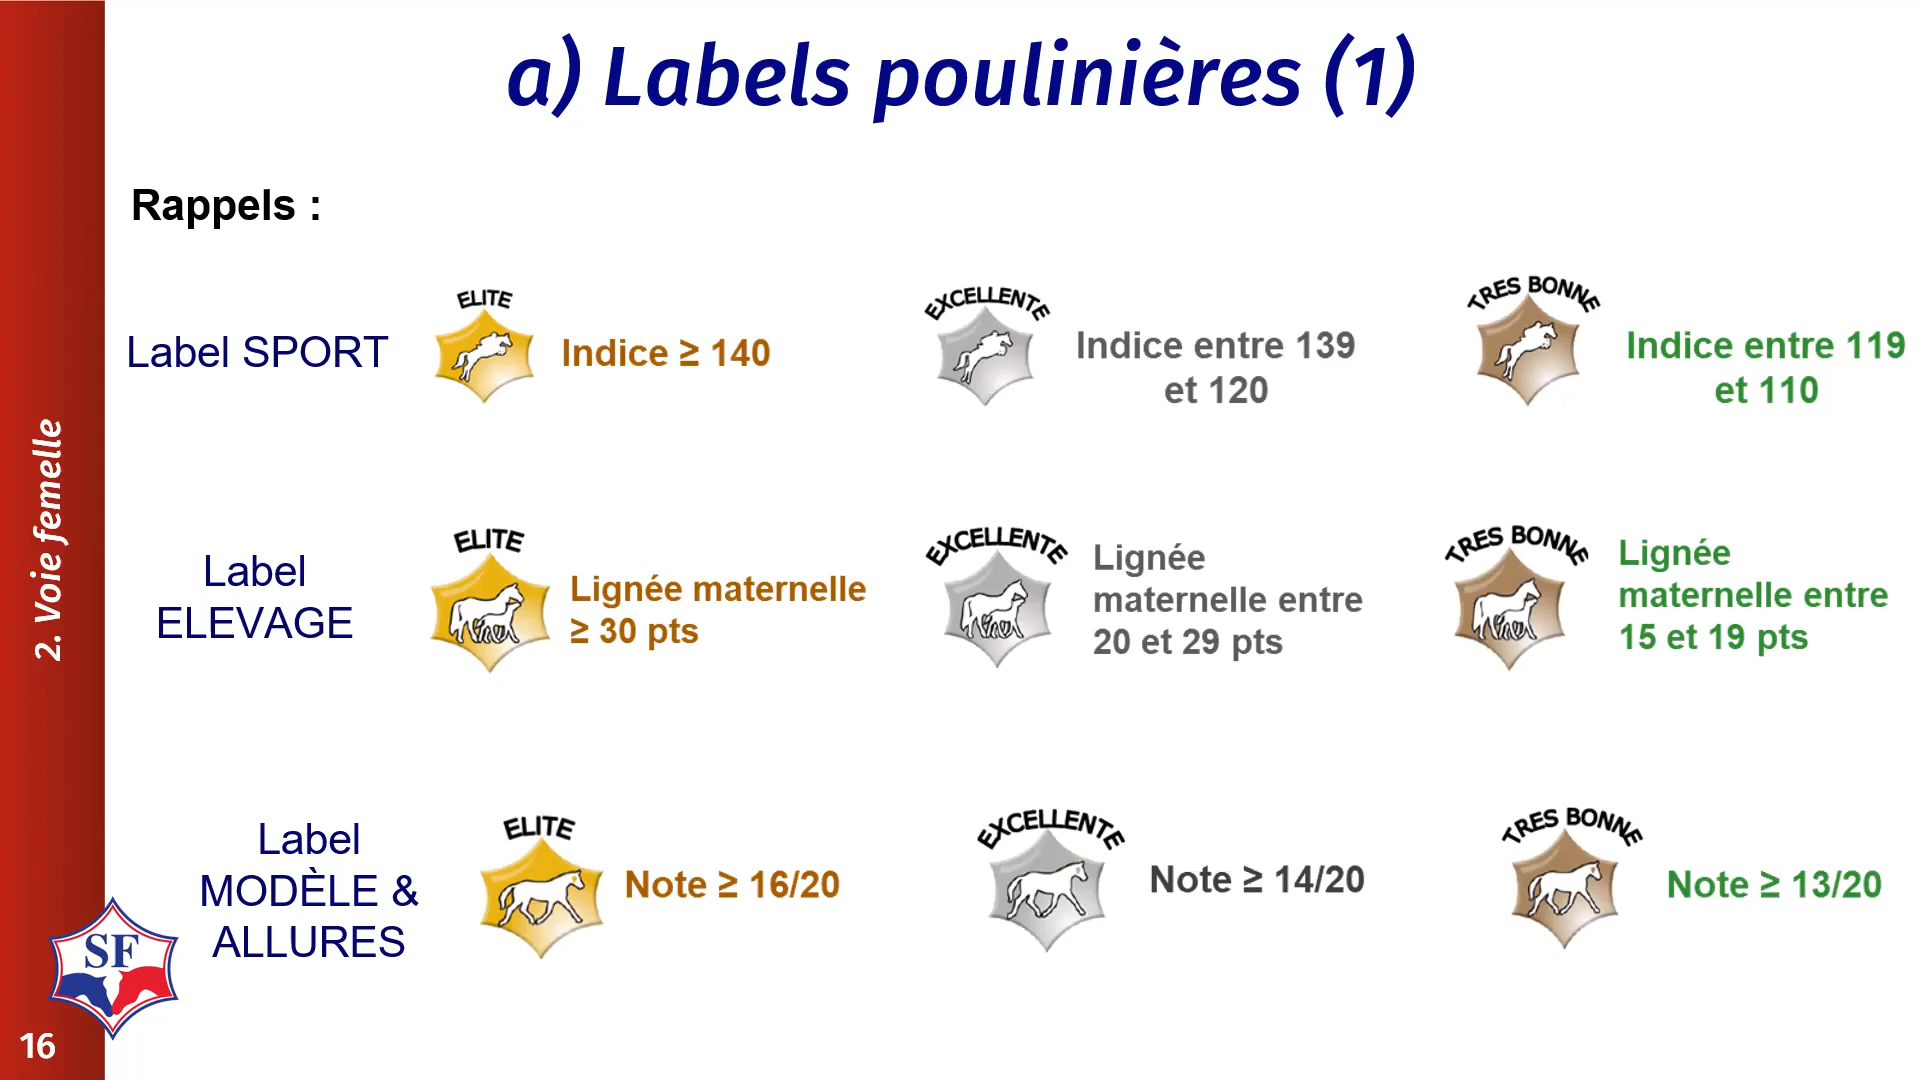 a) Labels poulinières (1)
Rappels :
Label SPORT
ELITE
Indice ≥ 140
EXCELLENTE
Indice entre 139
et 120
TRES BONNE
Indice entre 119
et 110
Label
ELEVAGE
ELITE
Lignée maternelle
≥ 30 pts
EXCELLENTE
Lignée
maternelle entre
20 et 29 pts
TRES BONNE
Lignée
maternelle entre
15 et 19 pts
Label
MODÈLE &
ALLURES
ELITE
Note ≥ 16/20
EXCELLENTE
Note ≥ 14/20
TRES BONNE
Note ≥ 13/20
2. Voie femelle
SF
16